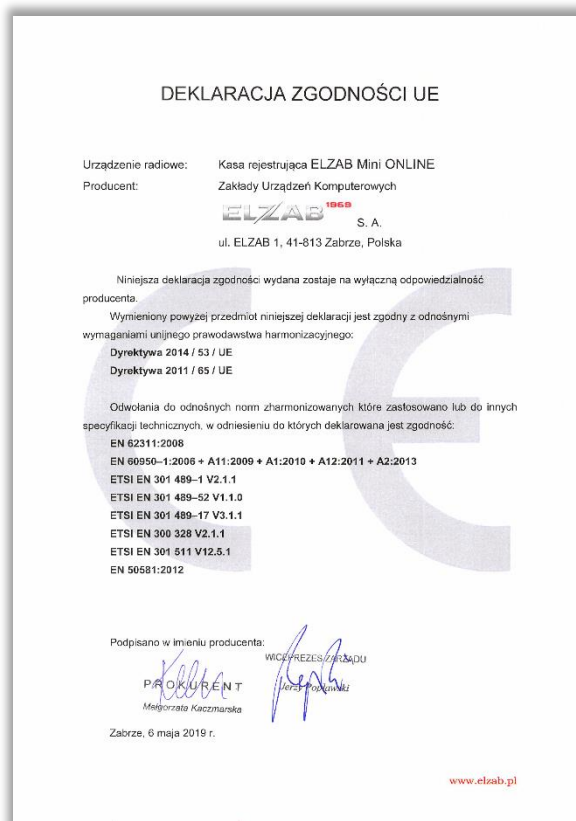 DEKLARACJA ZGODNOŚCI UE
Urządzenie radiowe: Kasa rejestrująca ELZAB Mini ONLINE
Producent: Zakłady Urządzeń Komputerowych
ELZAB 1969 S. A.
ul. ELZAB 1, 41-813 Zabrze, Polska
Niniejsza deklaracja zgodności wydana zostaje na wyłączną odpowiedzialność
producenta.
Wymieniony powyżej przedmiot niniejszej deklaracji jest zgodny z odnośnymi
wymaganiami unijnego prawodawstwa harmonizacyjnego:
Dyrektywa 2014 / 53 / UE
Dyrektywa 2011 / 65 / UE
Odwołania do odnośnych norm zharmonizowanych które zastosowano lub do innych
specyfikacji technicznych, w odniesieniu do których deklarowana jest zgodność:
EN 62311:2008
EN 60950–1:2006 + A11:2009 + A1:2010 + A12:2011 + A2:2013
ETSI EN 301 489–1 V2.1.1
ETSI EN 301 489–52 V1.1.0
ETSI EN 301 489–17 V3.1.1
ETSI EN 300 328 V2.1.1
ETSI EN 301 511 V12.5.1
EN 50581:2012
CE
Podpisano w imieniu producenta:
WICEPREZES ZARZĄDU
PROKURENT
Jerzy Popławski
Małgorzata Kaczmarska
Zabrze, 6 maja 2019 r.
www.elzab.pl